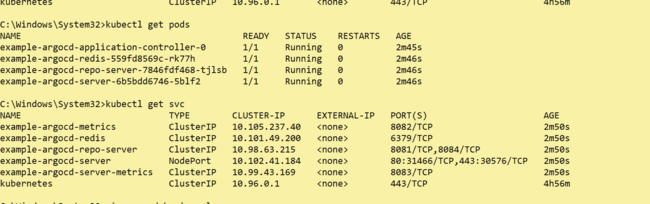 kubernetes ClusterIP 10.96.0.1 <none> 443/TCP 4h56m
C:\Windows\System32>kubectl get pods
NAME READY STATUS RESTARTS AGE
example-argocd-application-controller-0 1/1 Running 0 2m45s
example-argocd-redis-559fd8569c-rk77h 1/1 Running 0 2m46s
example-argocd-repo-server-7846fdf468-tjlsb 1/1 Running 0 2m46s
example-argocd-server-6b5bdd6746-5blf2 1/1 Running 0 2m46s
C:\Windows\System32>kubectl get svc
NAME TYPE CLUSTER-IP EXTERNAL-IP PORT(S) AGE
example-argocd-metrics ClusterIP 10.105.237.40 <none> 8082/TCP 2m50s
example-argocd-redis ClusterIP 10.101.49.200 <none> 6379/TCP 2m50s
example-argocd-repo-server ClusterIP 10.98.63.215 <none> 8081/TCP,8084/TCP 2m50s
example-argocd-server NodePort 10.102.41.184 <none> 80:31466/TCP,443:30576/TCP 2m50s
example-argocd-server-metrics ClusterIP 10.99.43.169 <none> 8083/TCP 2m50s
kubernetes ClusterIP 10.96.0.1 <none> 443/TCP 4h56m